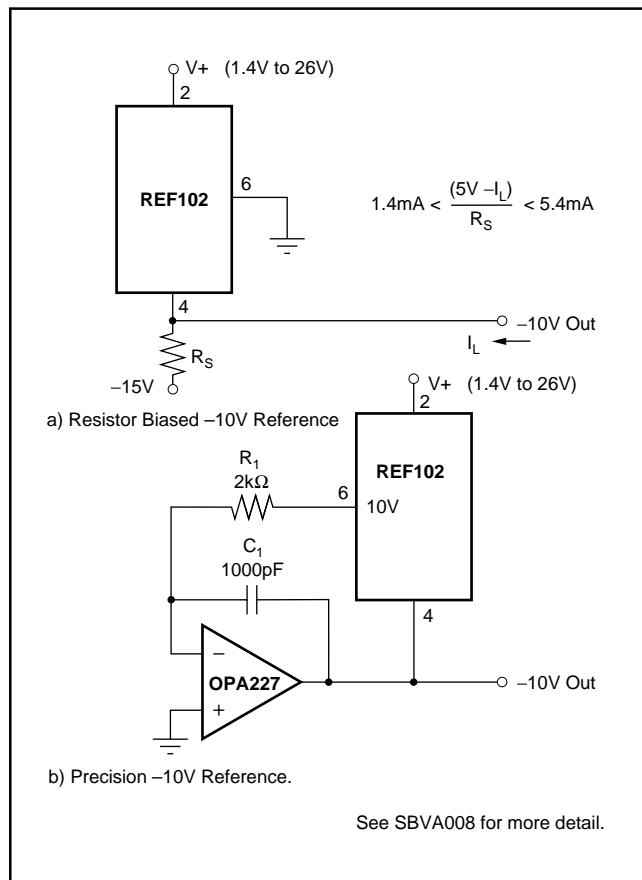 V+ (1.4V to 26V)
2
REF102
6
1.4mA < (5V –I_L) / R_S < 5.4mA
4
–10V Out
I_L
R_S
–15V
a) Resistor Biased –10V Reference
V+ (1.4V to 26V)
2
REF102
R_1
2kΩ
6
10V
C_1
1000pF
4
–
OPA227
+
–10V Out
b) Precision –10V Reference.
See SBVA008 for more detail.